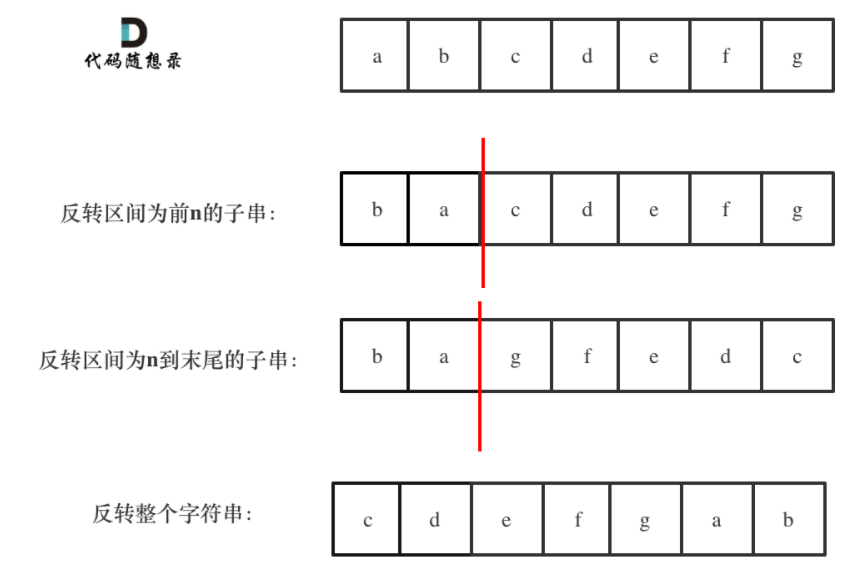 代码随想录
a b c d e f g
反转区间为前n的子串：
b a c d e f g
反转区间为n到末尾的子串：
b a g f e d c
反转整个字符串：
c d e f g a b